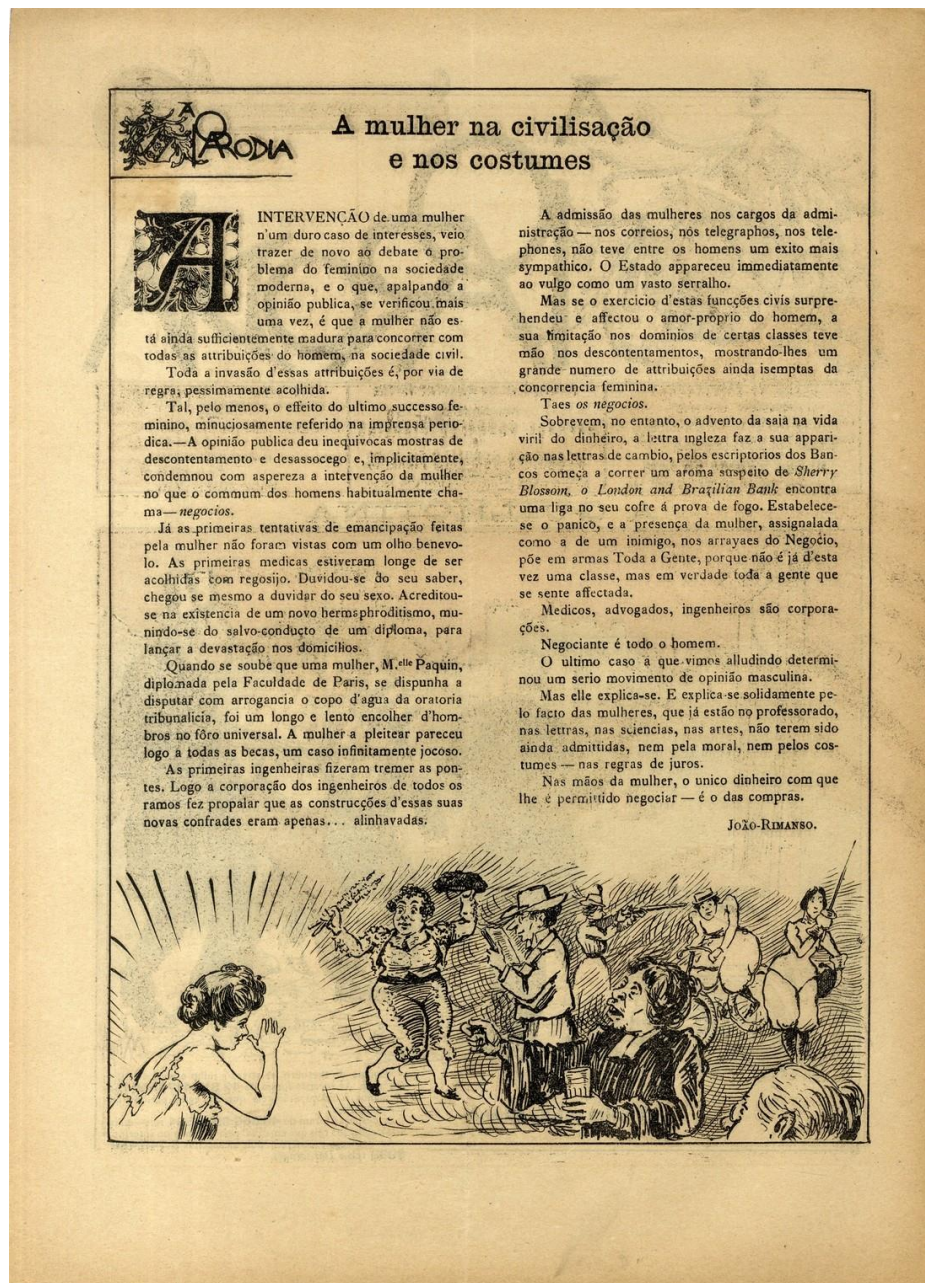 A PARODIA
A mulher na civilisação
e nos costumes
A INTERVENÇÃO de uma mulher
n'um duro caso de interesses, veio
trazer de novo ao debate o pro-
blema do feminino na sociedade
moderna, e o que, apalpando a
opinião publica, se verificou mais
uma vez, é que a mulher não es-
tá ainda sufficientemente madura para concorrer com
todas as attribuições do homem, na sociedade civil.
Toda a invasão d'essas attribuições é, por via de
regra, pessimamente acolhida.
Tal, pelo menos, o effeito do ultimo successo fe-
minino, minuciosamente referido na imprensa perio-
dica.—A opinião publica deu inequivocas mostras de
descontentamento e desassocego e, implicitamente,
condemnou com aspereza a intervenção da mulher
no que o commum dos homens habitualmente cha-
ma—negocios.
Já as primeiras tentativas de emancipação feitas
pela mulher não foram vistas com um olho benevo-
lo. As primeiras medicas estiveram longe de ser
acolhidas com regosijo. Duvidou-se do seu saber,
chegou se mesmo a duvidar do seu sexo. Acreditou-
se na existencia de um novo hermaphroditismo, mu-
nindo-se do salvo-conducto de um diploma, para
lançar a devastação nos domicilios.
Quando se soube que uma mulher, M.elle Paquin,
diplomada pela Faculdade de Paris, se dispunha a
disputar com arrogancia o copo d'agua da oratoria
tribunalicia, foi um longo e lento encolher d'hom-
bros no fôro universal. A mulher a pleitear pareceu
logo a todas as becas, um caso infinitamente jocoso.
As primeiras ingenheiras fizeram tremer as pon-
tes. Logo a corporação dos ingenheiros de todos os
ramos fez propalar que as construcções d'essas suas
novas confrades eram apenas... alinhavadas.
A admissão das mulheres nos cargos da admi-
nistração — nos correios, nos telegraphos, nos tele-
phones, não teve entre os homens um exito mais
sympathico. O Estado appareceu immediatamente
ao vulgo como um vasto serralho.
Mas se o exercicio d'estas funcções civis surpre-
hendeu e affectou o amor-proprio do homem, a
sua limitação nos dominios de certas classes teve
mão nos descontentamentos, mostrando-lhes um
grande numero de attribuições ainda isemptas da
concorrencia feminina.
Taes os negocios.
Sobrevem, no entanto, o advento da saia na vida
viril do dinheiro, a lettra ingleza faz a sua appari-
ção nas lettras de cambio, pelos escriptorios dos Ban-
cos começa a correr um aroma suspeito de Sherry
Blossom, o London and Brazilian Bank encontra
uma liga no seu cofre á prova de fogo. Estabelece-
se o panico, e a presença da mulher, assignalada
como a de um inimigo, nos arrayaes do Negocio,
põe em armas Toda a Gente, porque não é já d'esta
vez uma classe, mas em verdade toda a gente que
se sente affectada.
Medicos, advogados, ingenheiros são corpora-
ções.
Negociante é todo o homem.
O ultimo caso a que vimos alludindo determi-
nou um serio movimento de opinião masculina.
Mas elle explica-se. E explica-se solidamente pe-
lo facto das mulheres, que já estão no professorado,
nas lettras, nas sciencias, nas artes, não terem sido
ainda admittidas, nem pela moral, nem pelos cos-
tumes — nas regras de juros.
Nas mãos da mulher, o unico dinheiro com que
lhe é permittido negociar — é o das compras.
JOÃO-RIMANSO.